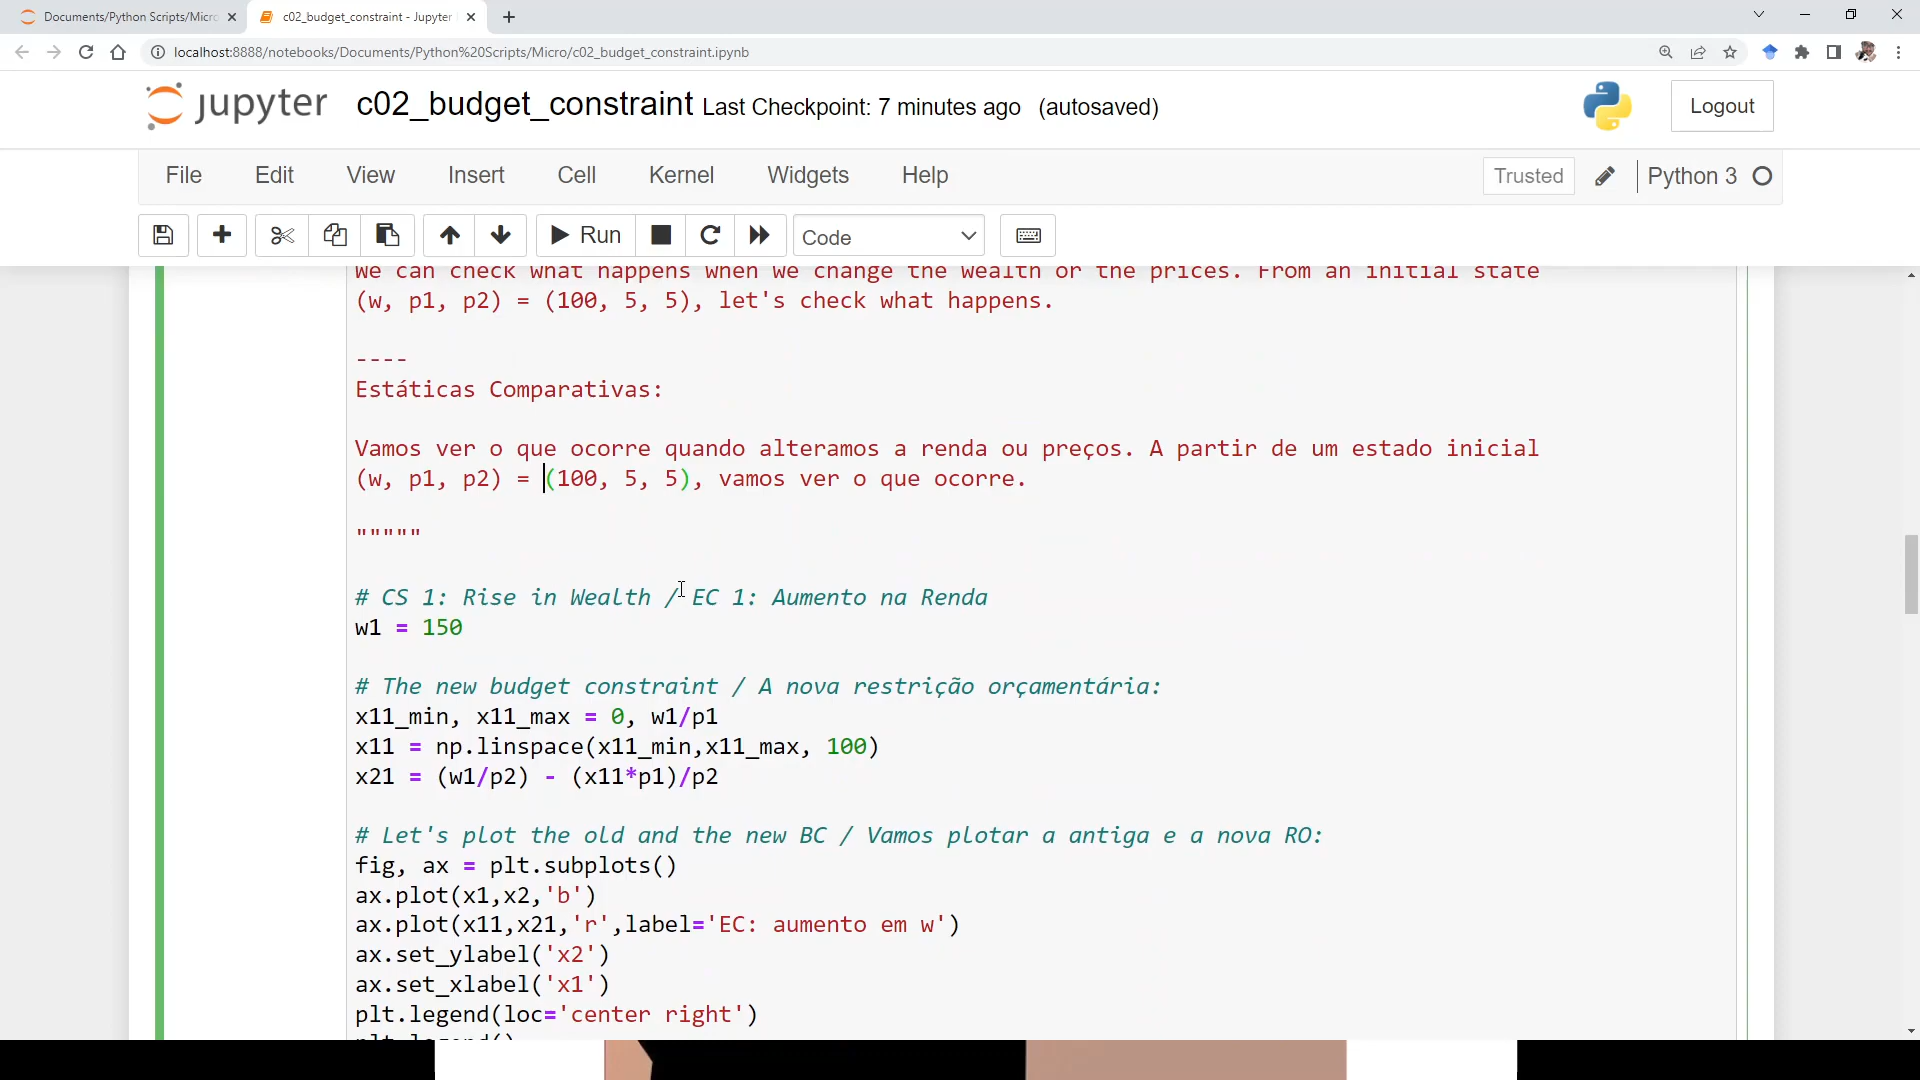 Documents/Python Scripts/Micro
c02_budget_constraint - Jupyter
localhost:8888/notebooks/Documents/Python%20Scripts/Micro/c02_budget_constraint.ipynb
jupyter c02_budget_constraint Last Checkpoint: 7 minutes ago (autosaved)
Logout
File Edit View Insert Cell Kernel Widgets Help
Trusted
Python 3
Run
Code
We can check what happens when we change the wealth or the prices. From an initial state
(w, p1, p2) = (100, 5, 5), let's check what happens.
----
Estáticas Comparativas:
Vamos ver o que ocorre quando alteramos a renda ou preços. A partir de um estado inicial
(w, p1, p2) = (100, 5, 5), vamos ver o que ocorre.
"""""
# CS 1: Rise in Wealth / EC 1: Aumento na Renda
w1 = 150
# The new budget constraint / A nova restrição orçamentária:
x11_min, x11_max = 0, w1/p1
x11 = np.linspace(x11_min,x11_max, 100)
x21 = (w1/p2) - (x11*p1)/p2
# Let's plot the old and the new BC / Vamos plotar a antiga e a nova RO:
fig, ax = plt.subplots()
ax.plot(x1,x2,'b')
ax.plot(x11,x21,'r',label='EC: aumento em w')
ax.set_ylabel('x2')
ax.set_xlabel('x1')
plt.legend(loc='center right')
plt.legend()